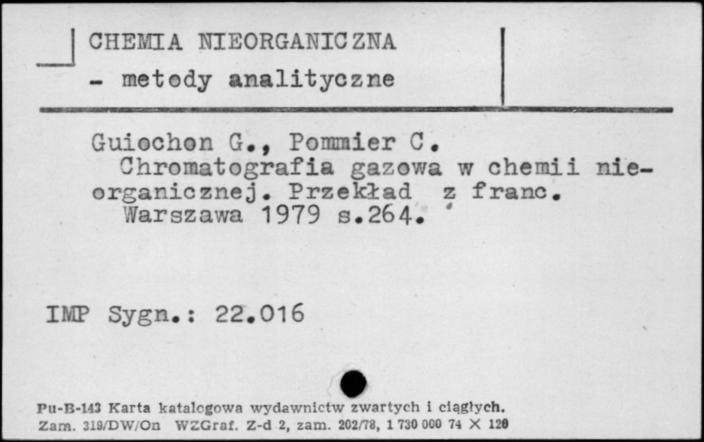 CHEMIA NIEORGANICZNA
- metody analityczne
Guiochon G., Pommier C.
Chromatografia gazowa w chemii nie-
organicznej. Przekład z franc.
Warszawa 1979 s.264.
IMP Sygn.: 22.016
Pu-B-143 Karta katalogowa wydawnictw zwartych i ciągłych.
Zam. 319/DW/On WZGraf. Z-d 2, zam. 202/78, 1 730 000 74 X 120